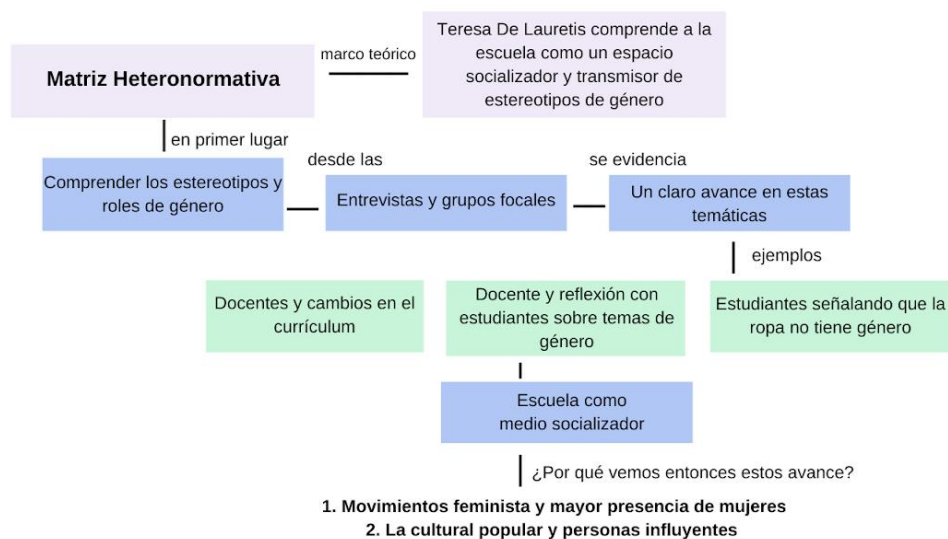 Matriz Heteronormativa
marco teórico
Teresa De Lauretis comprende a la
escuela como un espacio
socializador y transmisor de
estereotipos de género
en primer lugar
Comprender los estereotipos y
roles de género
desde las
Entrevistas y grupos focales
se evidencia
Un claro avance en estas
temáticas
ejemplos
Docentes y cambios en el
currículum
Docente y reflexión con
estudiantes sobre temas de
género
Estudiantes señalando que la
ropa no tiene género
Escuela como
medio socializador
¿Por qué vemos entonces estos avance?
1. Movimientos feminista y mayor presencia de mujeres
2. La cultural popular y personas influyentes